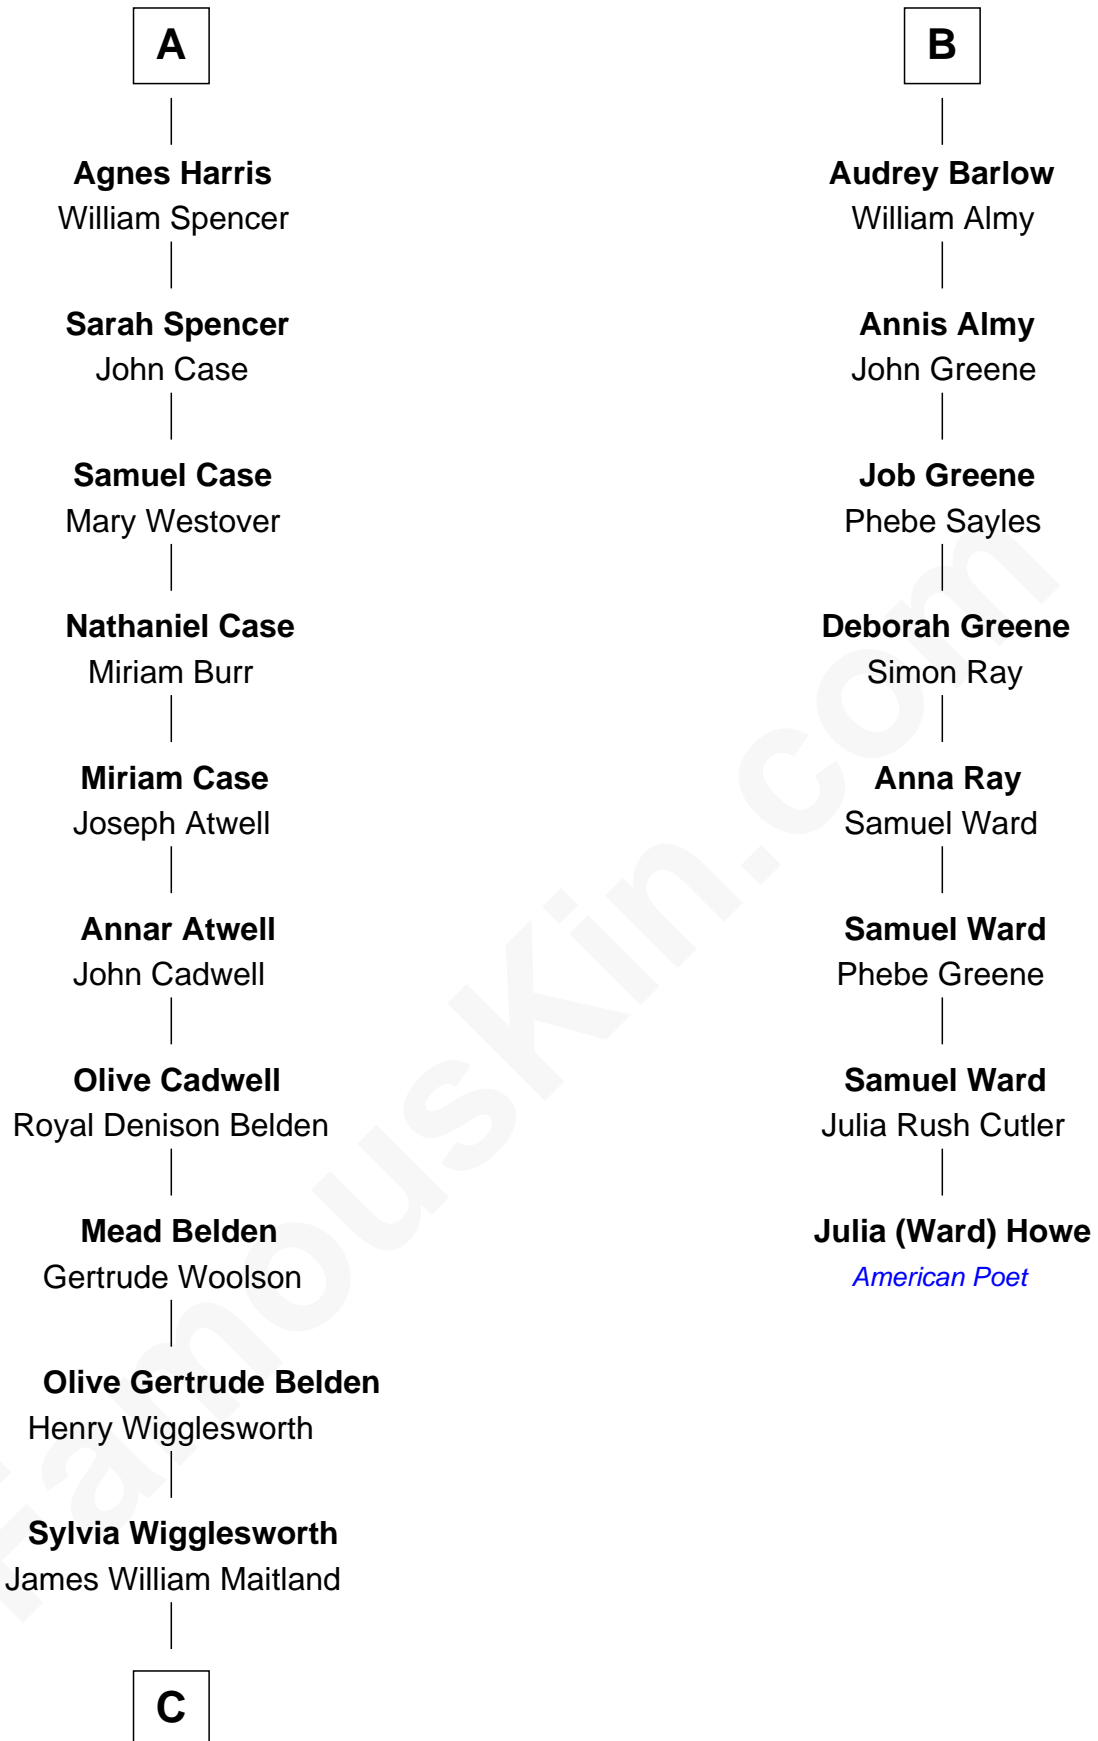 A
Agnes Harris
William Spencer
Sarah Spencer
John Case
Samuel Case
Mary Westover
Nathaniel Case
Miriam Burr
Miriam Case
Joseph Atwell
Annar Atwell
John Cadwell
Olive Cadwell
Royal Denison Belden
Mead Belden
Gertrude Woolson
Olive Gertrude Belden
Henry Wigglesworth
Sylvia Wigglesworth
James William Maitland
C
B
Audrey Barlow
William Almy
Annis Almy
John Greene
Job Greene
Phebe Sayles
Deborah Greene
Simon Ray
Anna Ray
Samuel Ward
Samuel Ward
Phebe Greene
Samuel Ward
Julia Rush Cutler
Julia (Ward) Howe
American Poet
FamousKin.com